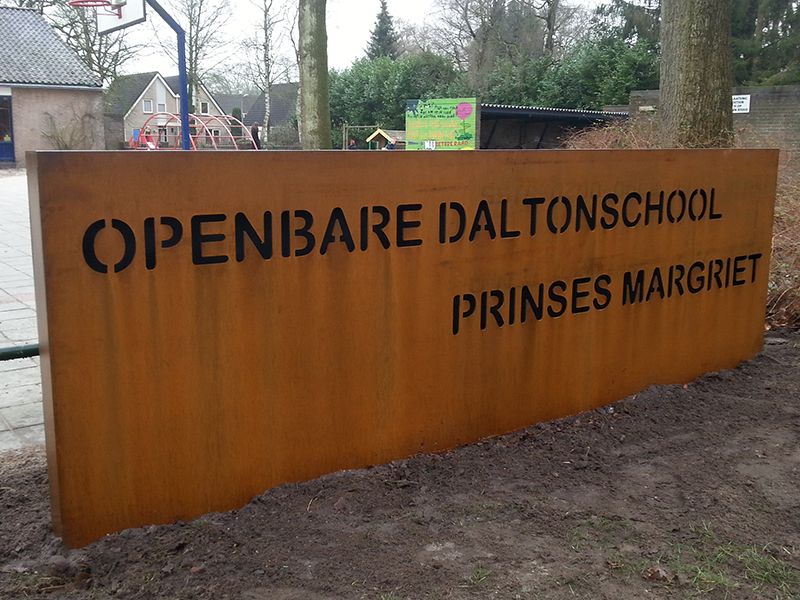 OPENBARE DALTONSCHOOL
PRINSES MARGRIET